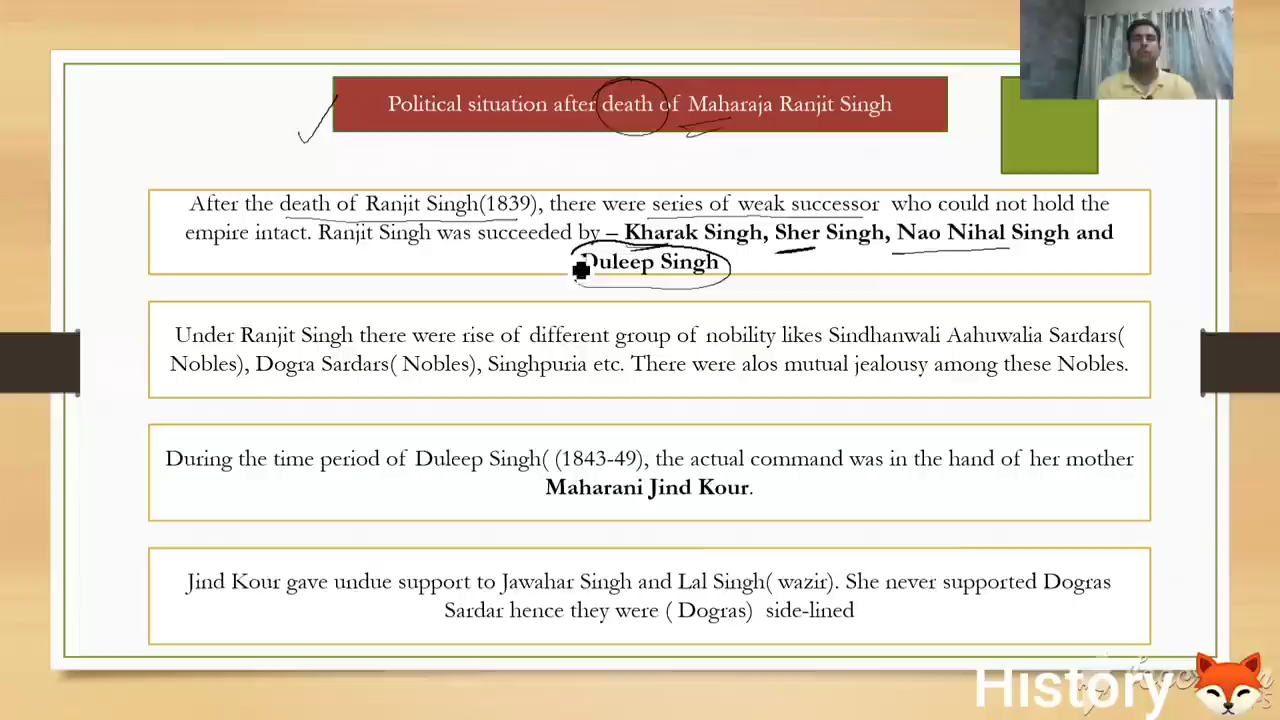 Political situation after death of Maharaja Ranjit Singh
After the death of Ranjit Singh(1839), there were series of weak successor who could not hold the
empire intact. Ranjit Singh was succeeded by – Kharak Singh, Sher Singh, Nao Nihal Singh and
Duleep Singh
Under Ranjit Singh there were rise of different group of nobility likes Sindhanwali Aahuwalia Sardars(
Nobles), Dogra Sardars( Nobles), Singhpuria etc. There were alos mutual jealousy among these Nobles.
During the time period of Duleep Singh( (1843-49), the actual command was in the hand of her mother
Maharani Jind Kour.
Jind Kour gave undue support to Jawahar Singh and Lal Singh( wazir). She never supported Dogras
Sardar hence they were ( Dogras) side-lined
History